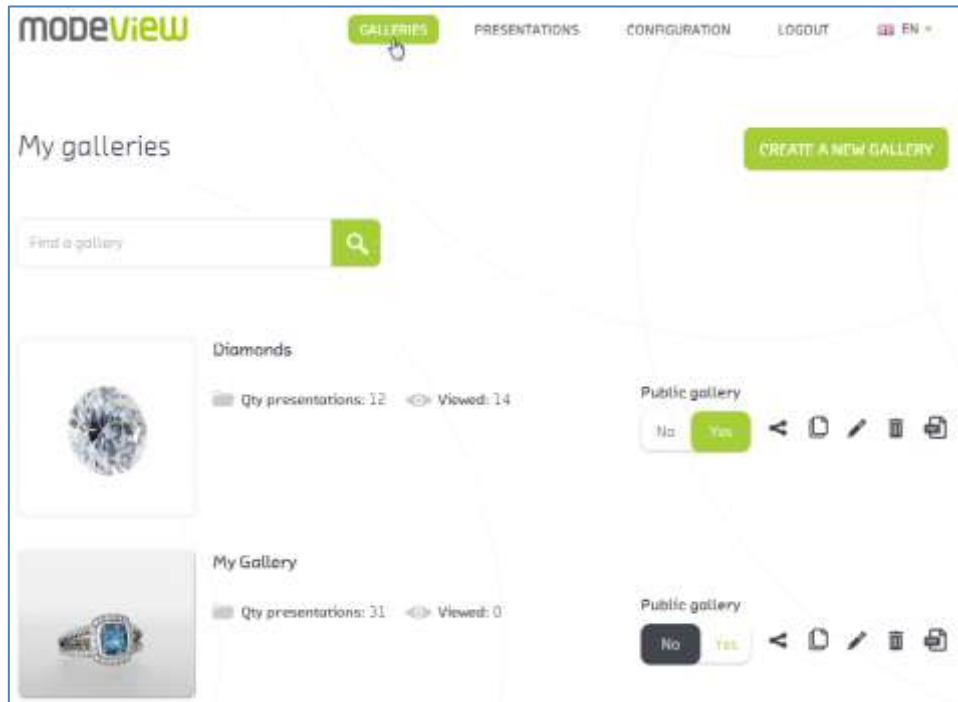 modeview
GALLERIES PRESENTATIONS CONFIGURATION LOGOUT EN
My galleries
CREATE A NEW GALLERY
Find a gallery
Diamonds
Qty presentations: 12 Viewed: 14
Public gallery
No Yes
My Gallery
Qty presentations: 31 Viewed: 0
Public gallery
No Yes